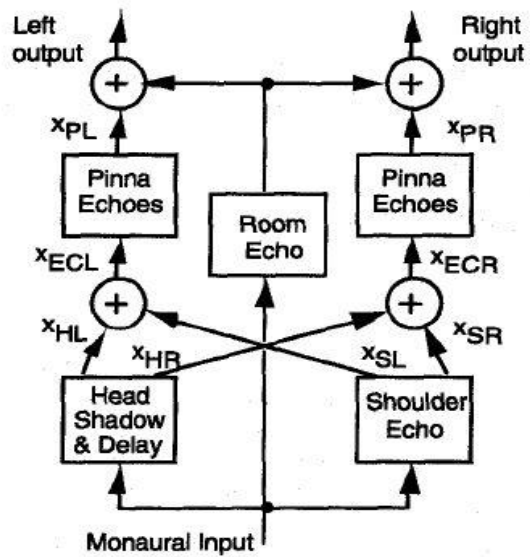 Left
output
Right
output
+
+
xPL
xPR
Pinna
Echoes
Room
Echo
Pinna
Echoes
xECL
xECR
+
+
xHL
xHR
xSL
xSR
Head
Shadow
& Delay
Shoulder
Echo
Monaural Input